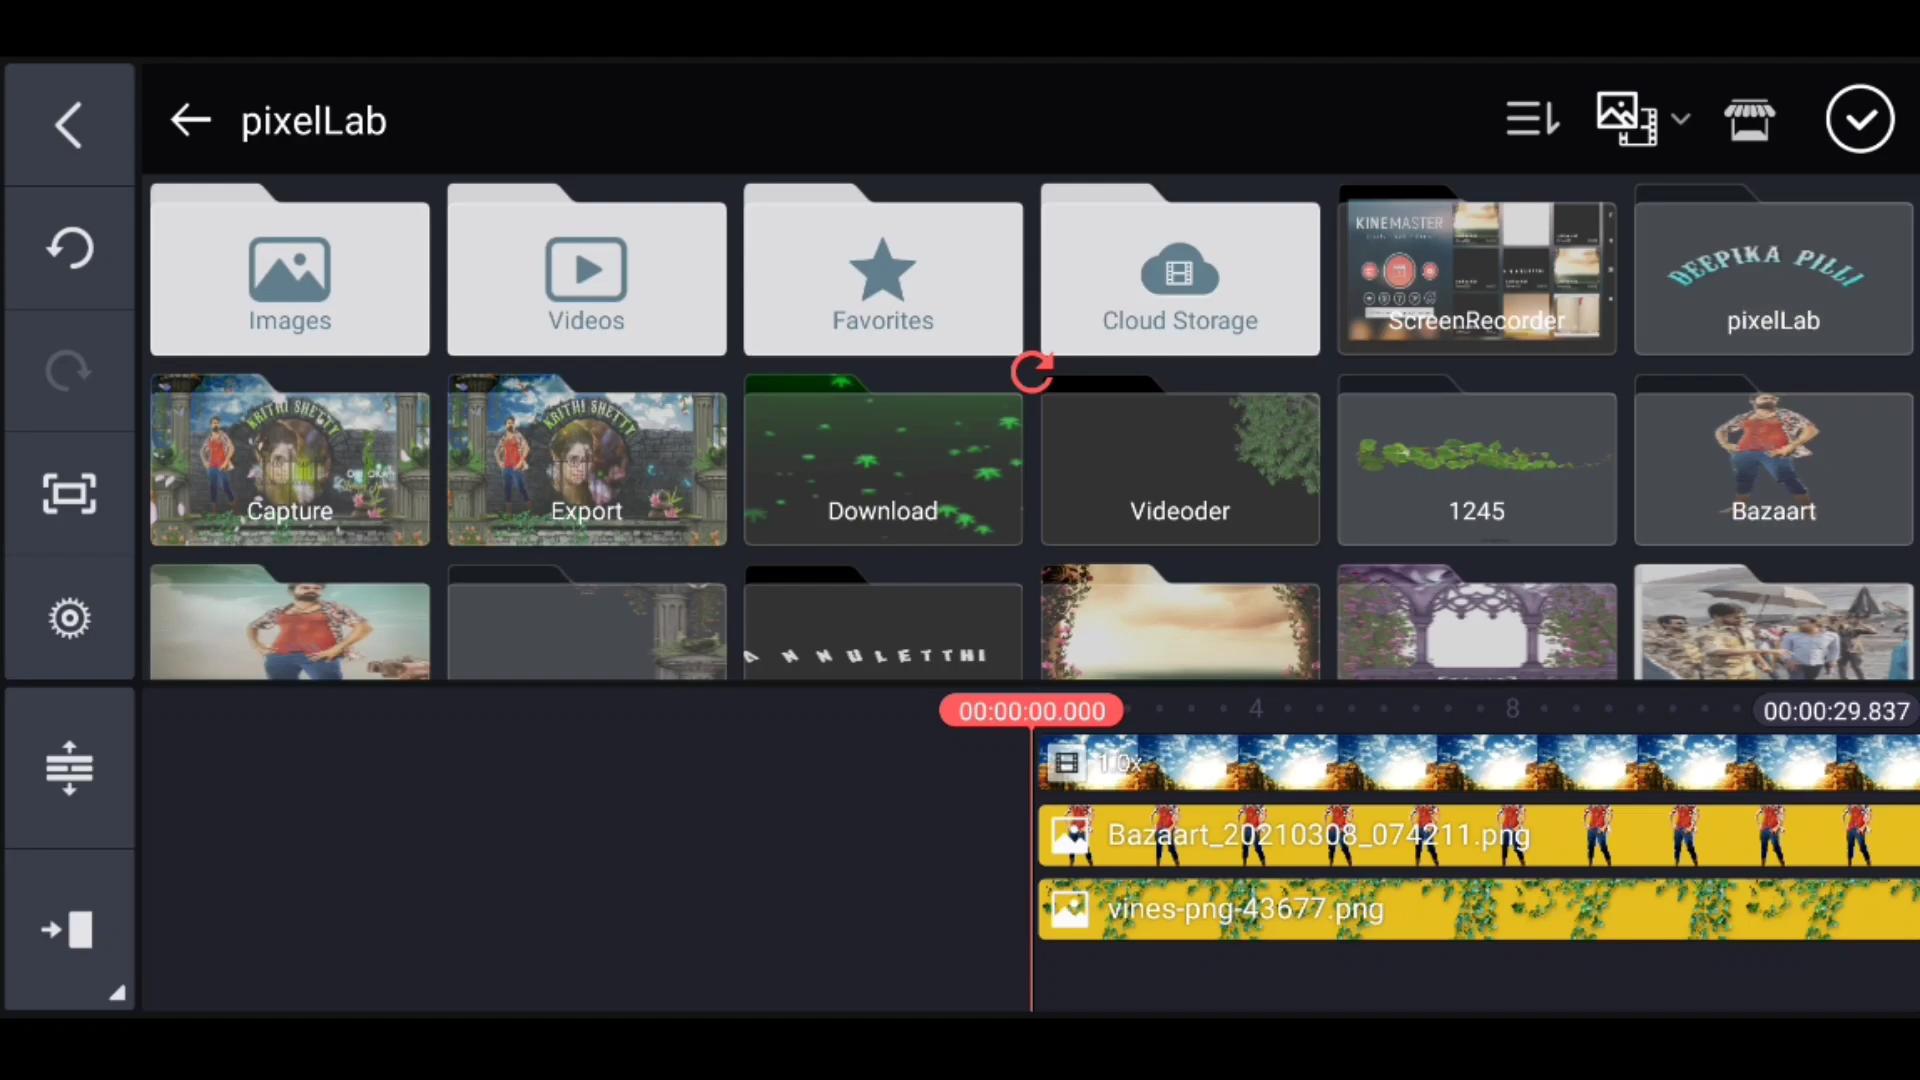 pixelLab
Images
Videos
Favorites
Cloud Storage
KINEMASTER
ScreenRecorder
DEEPIKA PILLI
pixelLab
KRITHI SHETTY
Capture
KRITHI SHETTY
Export
Download
Videoder
1245
Bazaart
A N N U L E T T H I
00:00:00.000
4
8
00:00:29.837
1.0x
Bazaart_20210308_074211.png
vines-png-43677.png